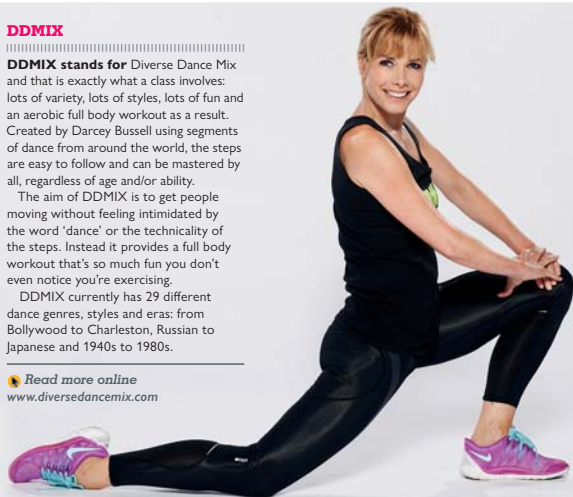 DDMIX
DDMIX stands for Diverse Dance Mix
and that is exactly what a class involves:
lots of variety, lots of styles, lots of fun and
an aerobic full body workout as a result.
Created by Darcey Bussell using segments
of dance from around the world, the steps
are easy to follow and can be mastered by
all, regardless of age and/or ability.
The aim of DDMIX is to get people
moving without feeling intimidated by
the word ‘dance’ or the technicality of
the steps. Instead it provides a full body
workout that’s so much fun you don’t
even notice you’re exercising.
DDMIX currently has 29 different
dance genres, styles and eras: from
Bollywood to Charleston, Russian to
Japanese and 1940s to 1980s.
Read more online
www.diversedancemix.com